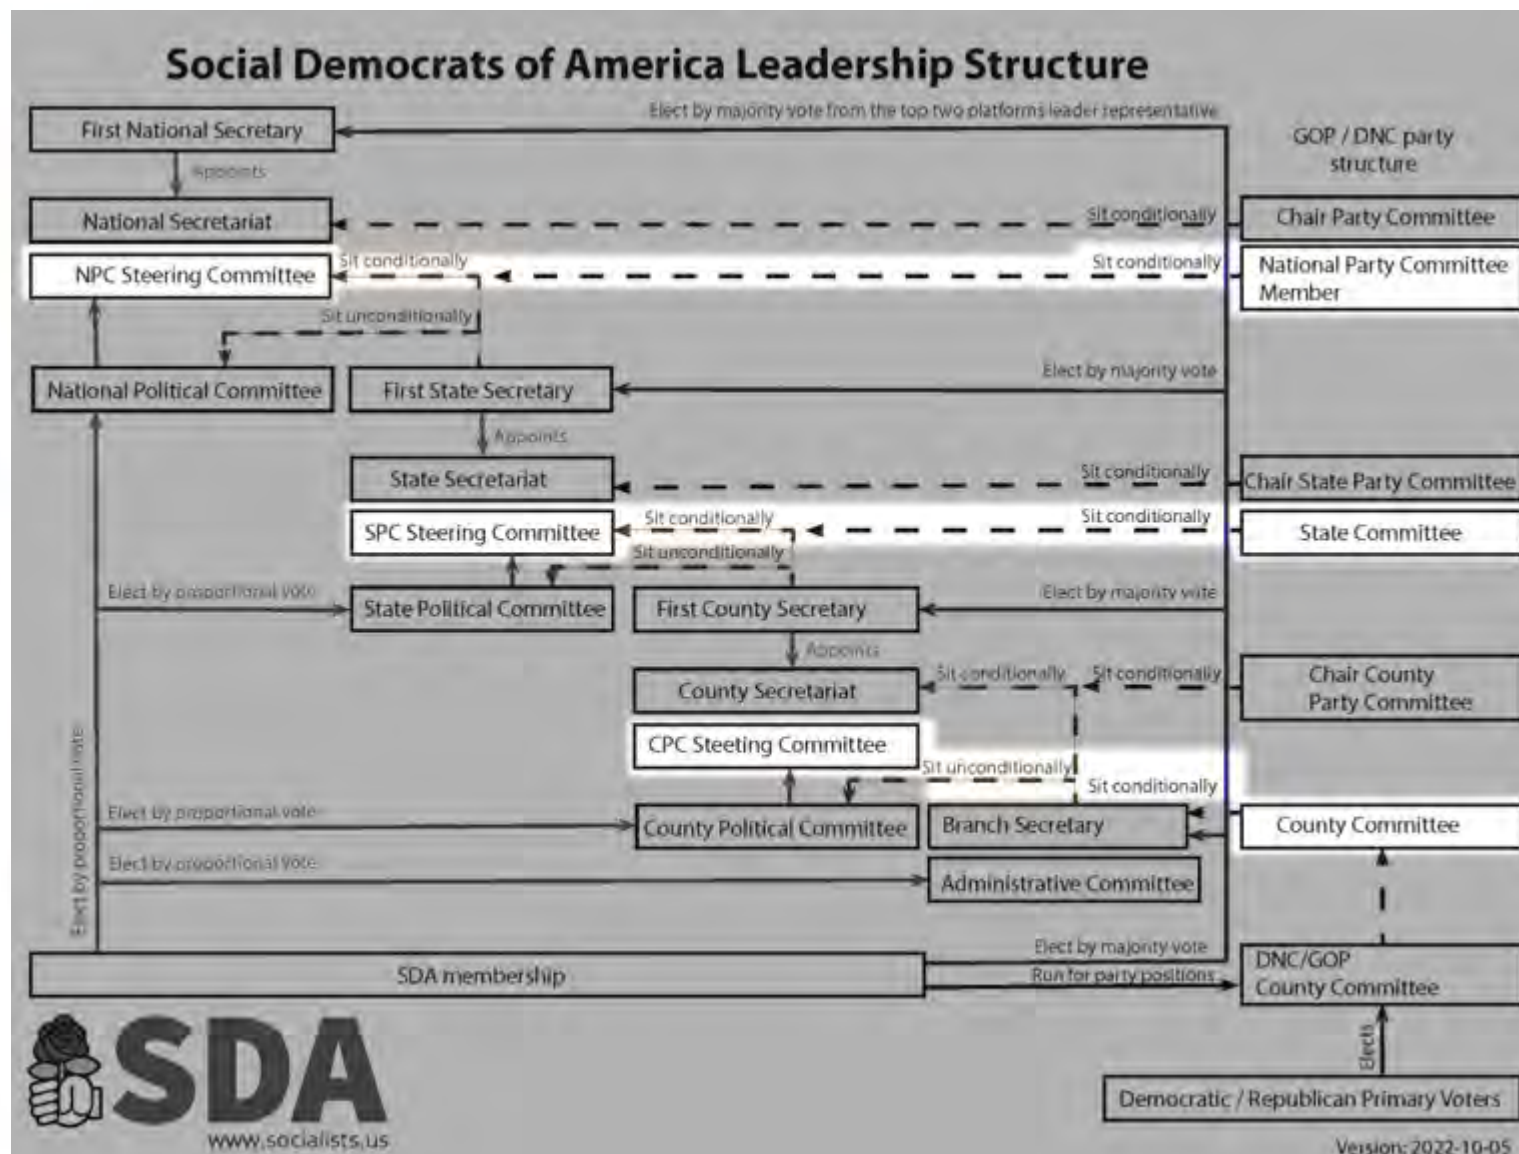 Social Democrats of America Leadership Structure
Elect by majority vote from the top two platforms leader representative
First National Secretary
GOP / DNC party
structure
Appoints
National Secretariat
Sit conditionally
Chair Party Committee
NPC Steering Committee
Sit conditionally
Sit conditionally
National Party Committee
Member
Sit unconditionally
National Political Committee
First State Secretary
Elect by majority vote
Appoints
State Secretariat
Sit conditionally
Chair State Party Committee
SPC Steering Committee
Sit conditionally
Sit conditionally
State Committee
Sit unconditionally
Elect by proportional vote
State Political Committee
First County Secretary
Elect by majority vote
Appoints
County Secretariat
Sit conditionally
Sit conditionally
Chair County
Party Committee
CPC Steeting Committee
Sit unconditionally
Sit conditionally
Elect by proportional vote
County Political Committee
Branch Secretary
County Committee
Elect by proportional vote
Administrative Committee
Elect by proportional vote
SDA membership
Elect by majority vote
Run for party positions
DNC/GOP
County Committee
Elects
Democratic / Republican Primary Voters
SDA
www.socialists.us
Version: 2022-10-05